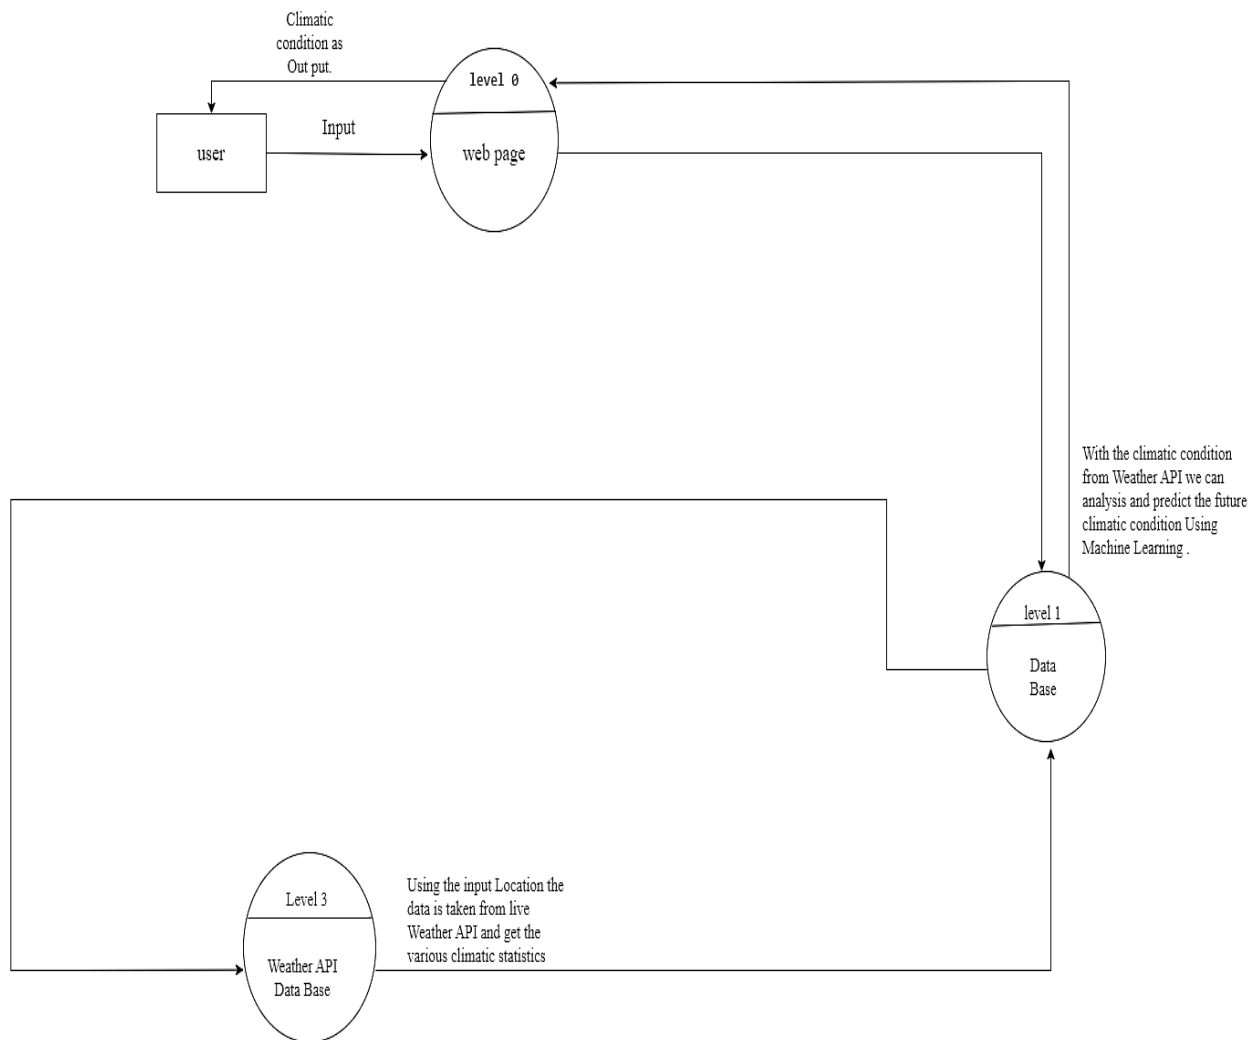 Climatic
condition as
Out put.
level 0
user
Input
web page
With the climatic condition
from Weather API we can
analysis and predict the future
climatic condition Using
Machine Learning .
level 1
Data
Base
Level 3
Weather API
Data Base
Using the input Location the
data is taken from live
Weather API and get the
various climatic statistics